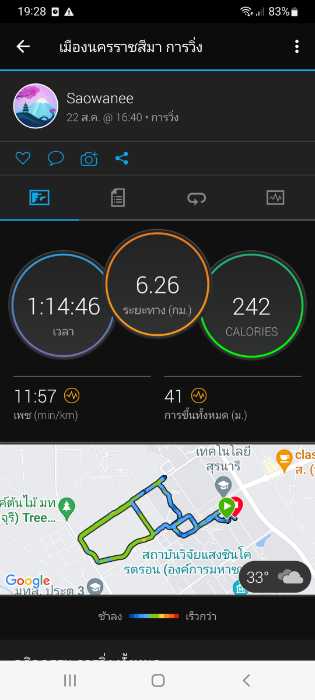 19:28
83%
เมืองนครราชสีมา การวิ่ง
Saowanee
22 ส.ค. @ 16:40 • การวิ่ง
1:14:46
เวลา
6.26
ระยะทาง (กม.)
242
CALORIES
11:57
เพซ (min/km)
41
การขึ้นทั้งหมด (ม.)
เทคโนโลยี
สุรนารี
clas
ส. (
ค์ต้นไม้ มท
จุรี) Tree...
สถาบันวิจัยแสงซินโค
รตรอน (องค์การมหาช
Google
มทส. ประตู 3
33°
ช้าลง
เร็วกว่า